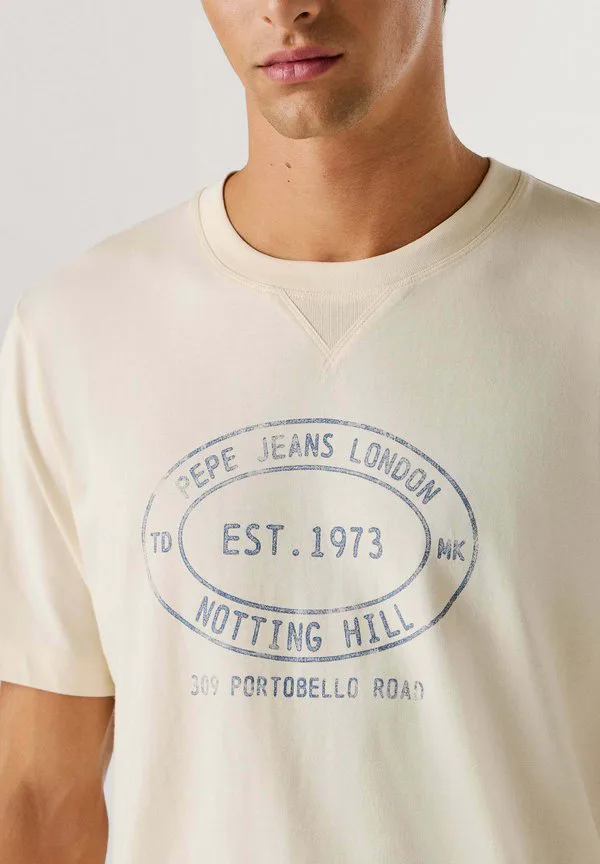 PEPE JEANS LONDON
TD EST.1973 MK
NOTTING HILL
309 PORTOBELLO ROAD